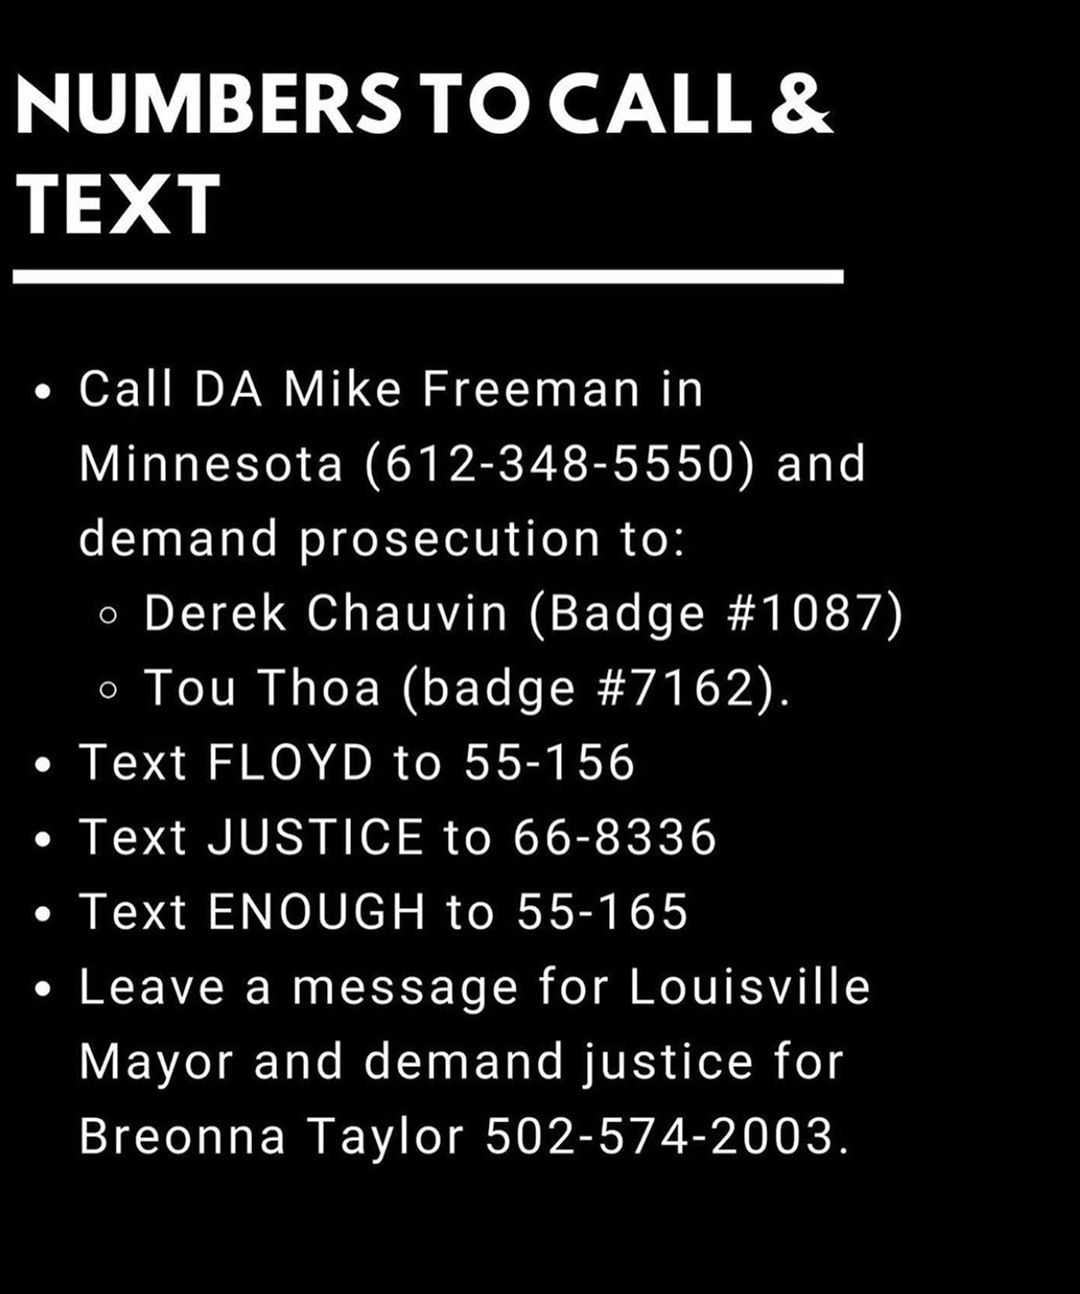 NUMBERS TO CALL &
TEXT
• Call DA Mike Freeman in
Minnesota (612-348-5550) and
demand prosecution to:
◦ Derek Chauvin (Badge #1087)
◦ Tou Thoa (badge #7162).
• Text FLOYD to 55-156
• Text JUSTICE to 66-8336
• Text ENOUGH to 55-165
• Leave a message for Louisville
Mayor and demand justice for
Breonna Taylor 502-574-2003.